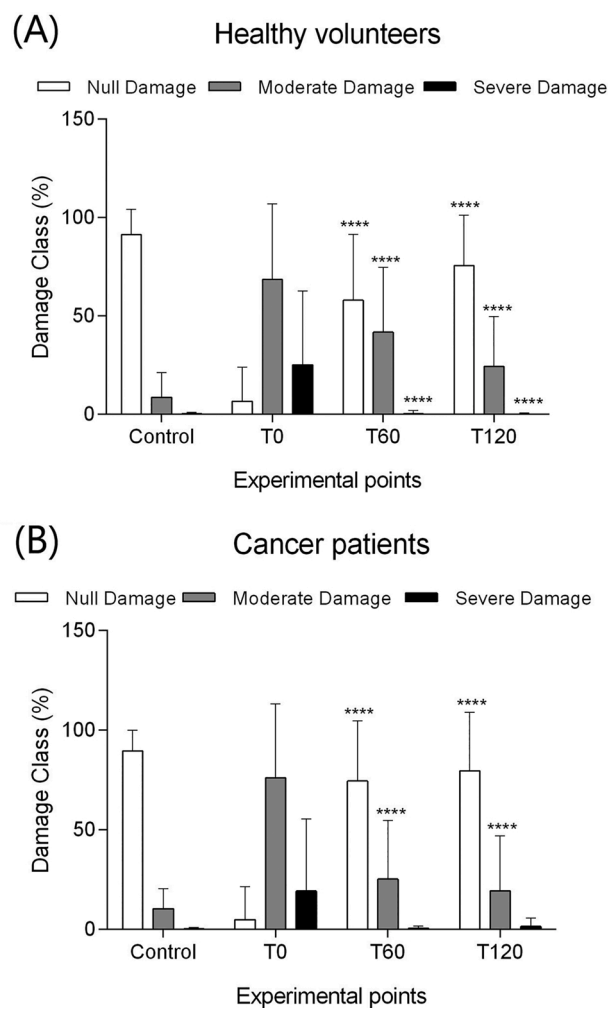 (A) Healthy volunteers
Null Damage Moderate Damage Severe Damage
150
100
50
0
Damage Class (%)
**** **** ****
**** **** ****
Control T0 T60 T120
Experimental points
(B) Cancer patients
Null Damage Moderate Damage Severe Damage
150
100
50
0
Damage Class (%)
**** ****
**** ****
Control T0 T60 T120
Experimental points